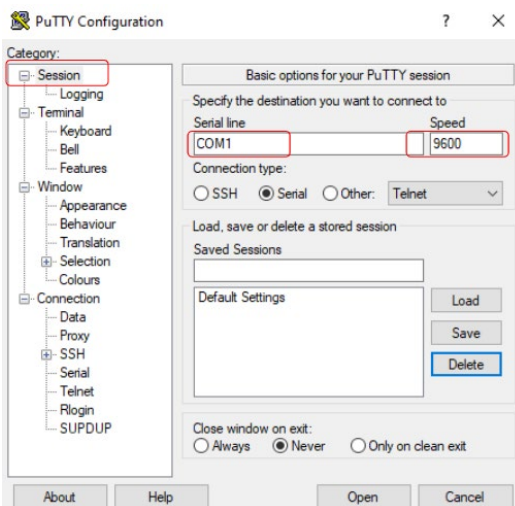 PuTTY Configuration
?
Category:
Session
Logging
Terminal
Keyboard
Bell
Features
Window
Appearance
Behaviour
Translation
Selection
Colours
Connection
Data
Proxy
SSH
Serial
Telnet
Rlogin
SUPDUP
Basic options for your PuTTY session
Specify the destination you want to connect to
Serial line Speed
COM1 9600
Connection type:
SSH Serial Other: Telnet
Load, save or delete a stored session
Saved Sessions
Default Settings
Load
Save
Delete
Close window on exit:
Always Never Only on clean exit
About Help Open Cancel